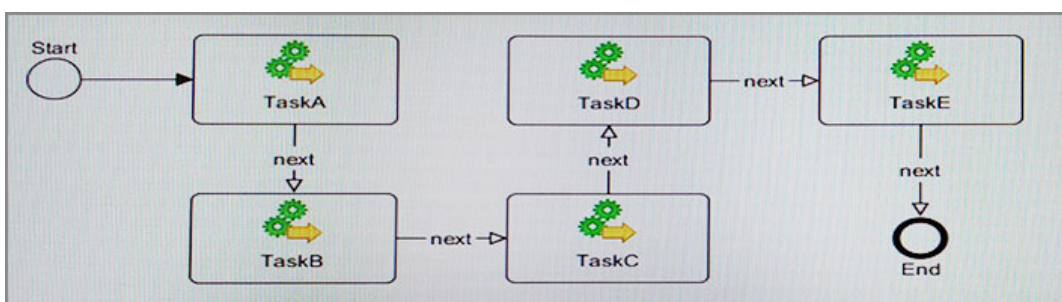 Start
TaskA
next
TaskB
next
TaskC
next
TaskD
next
TaskE
next
End